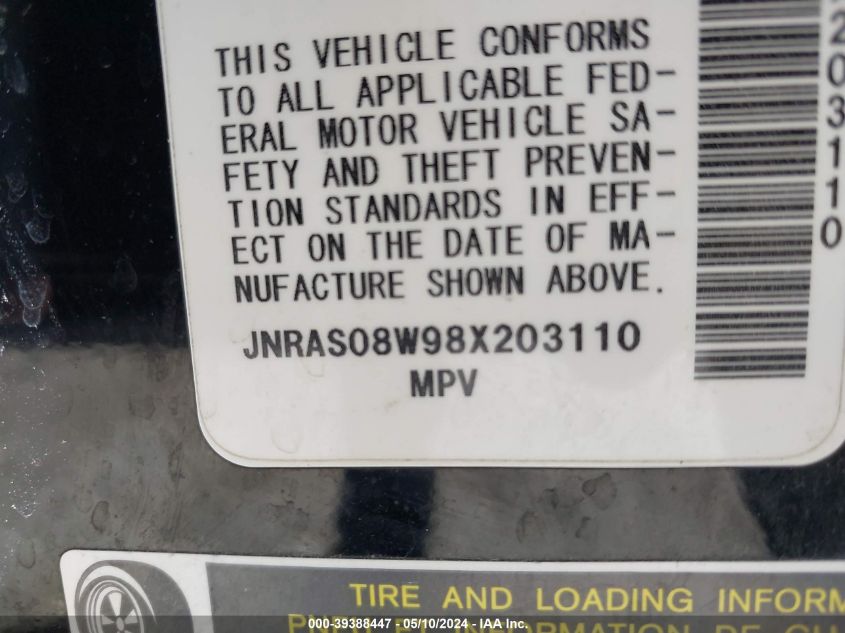 THIS VEHICLE CONFORMS
TO ALL APPLICABLE FED-
ERAL MOTOR VEHICLE SA-
FETY AND THEFT PREVEN-
TION STANDARDS IN EFF-
ECT ON THE DATE OF MA-
NUFACTURE SHOWN ABOVE.
JNRAS08W98X203110
MPV
203110
TIRE AND LOADING INFORM
000-39388447 - 05/10/2024 - IAA Inc.